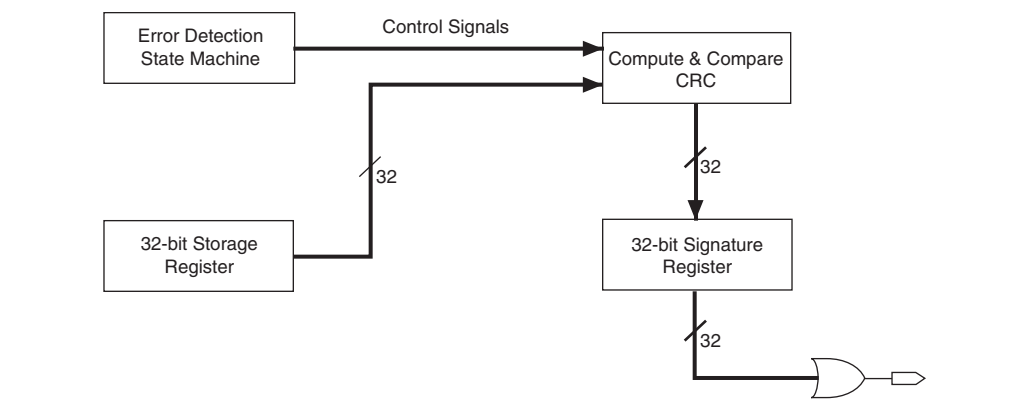 Error Detection
State Machine
Control Signals
Compute & Compare
CRC
32
32
32-bit Storage
Register
32-bit Signature
Register
32